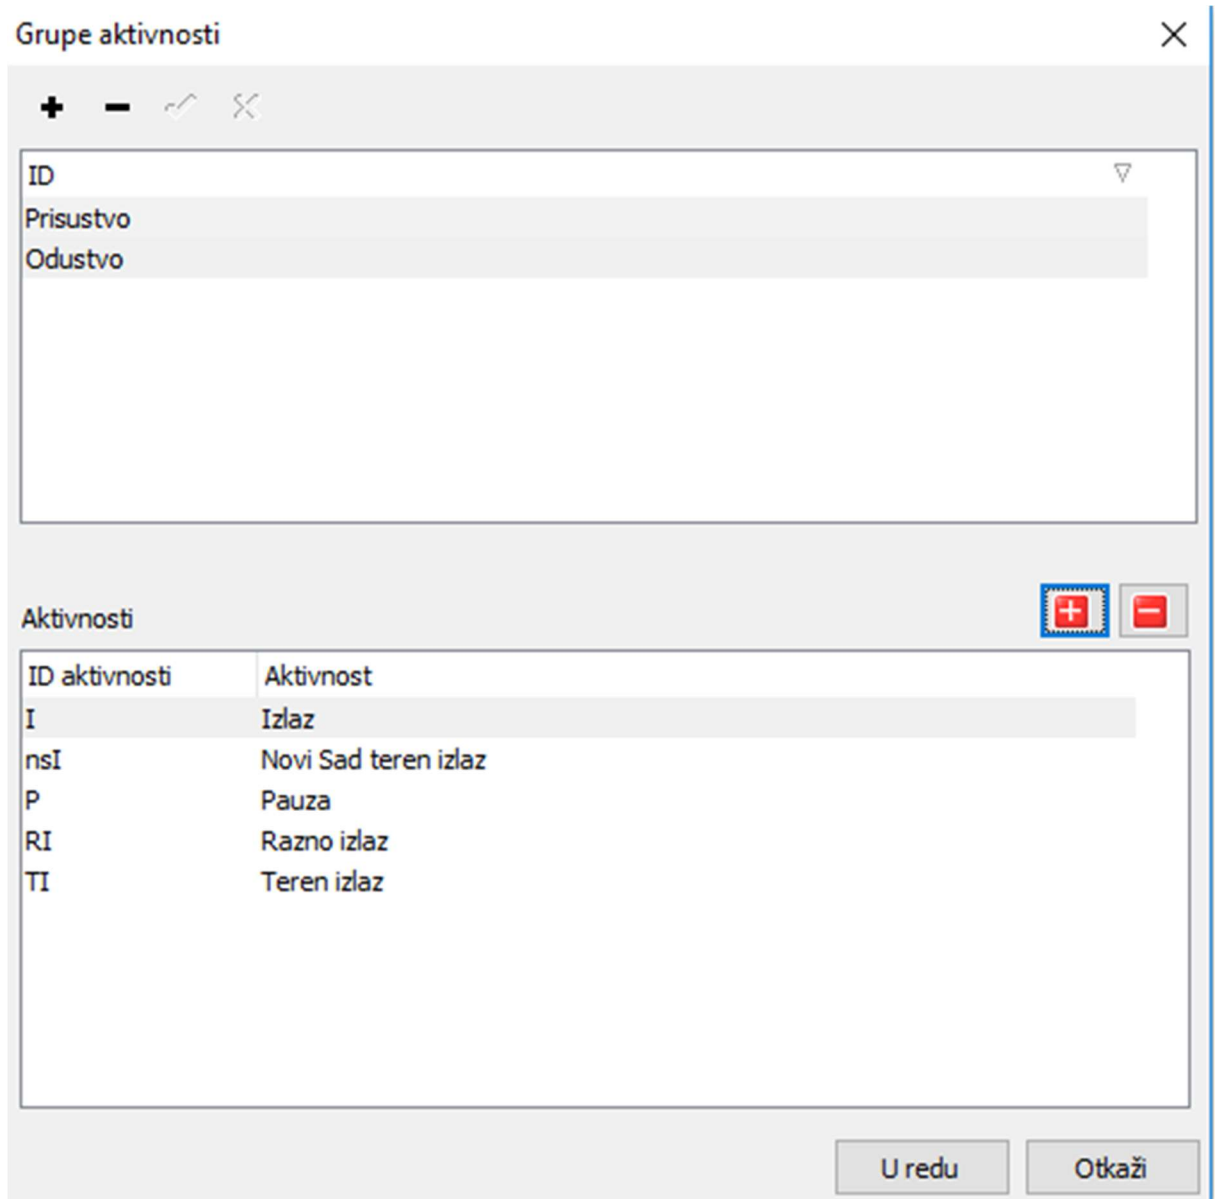 Grupe aktivnosti
ID
Prisustvo
Odustvo
Aktivnosti
ID aktivnosti Aktivnost
I Izlaz
nsI Novi Sad teren izlaz
P Pauza
RI Razno izlaz
TI Teren izlaz
U redu Otkaži